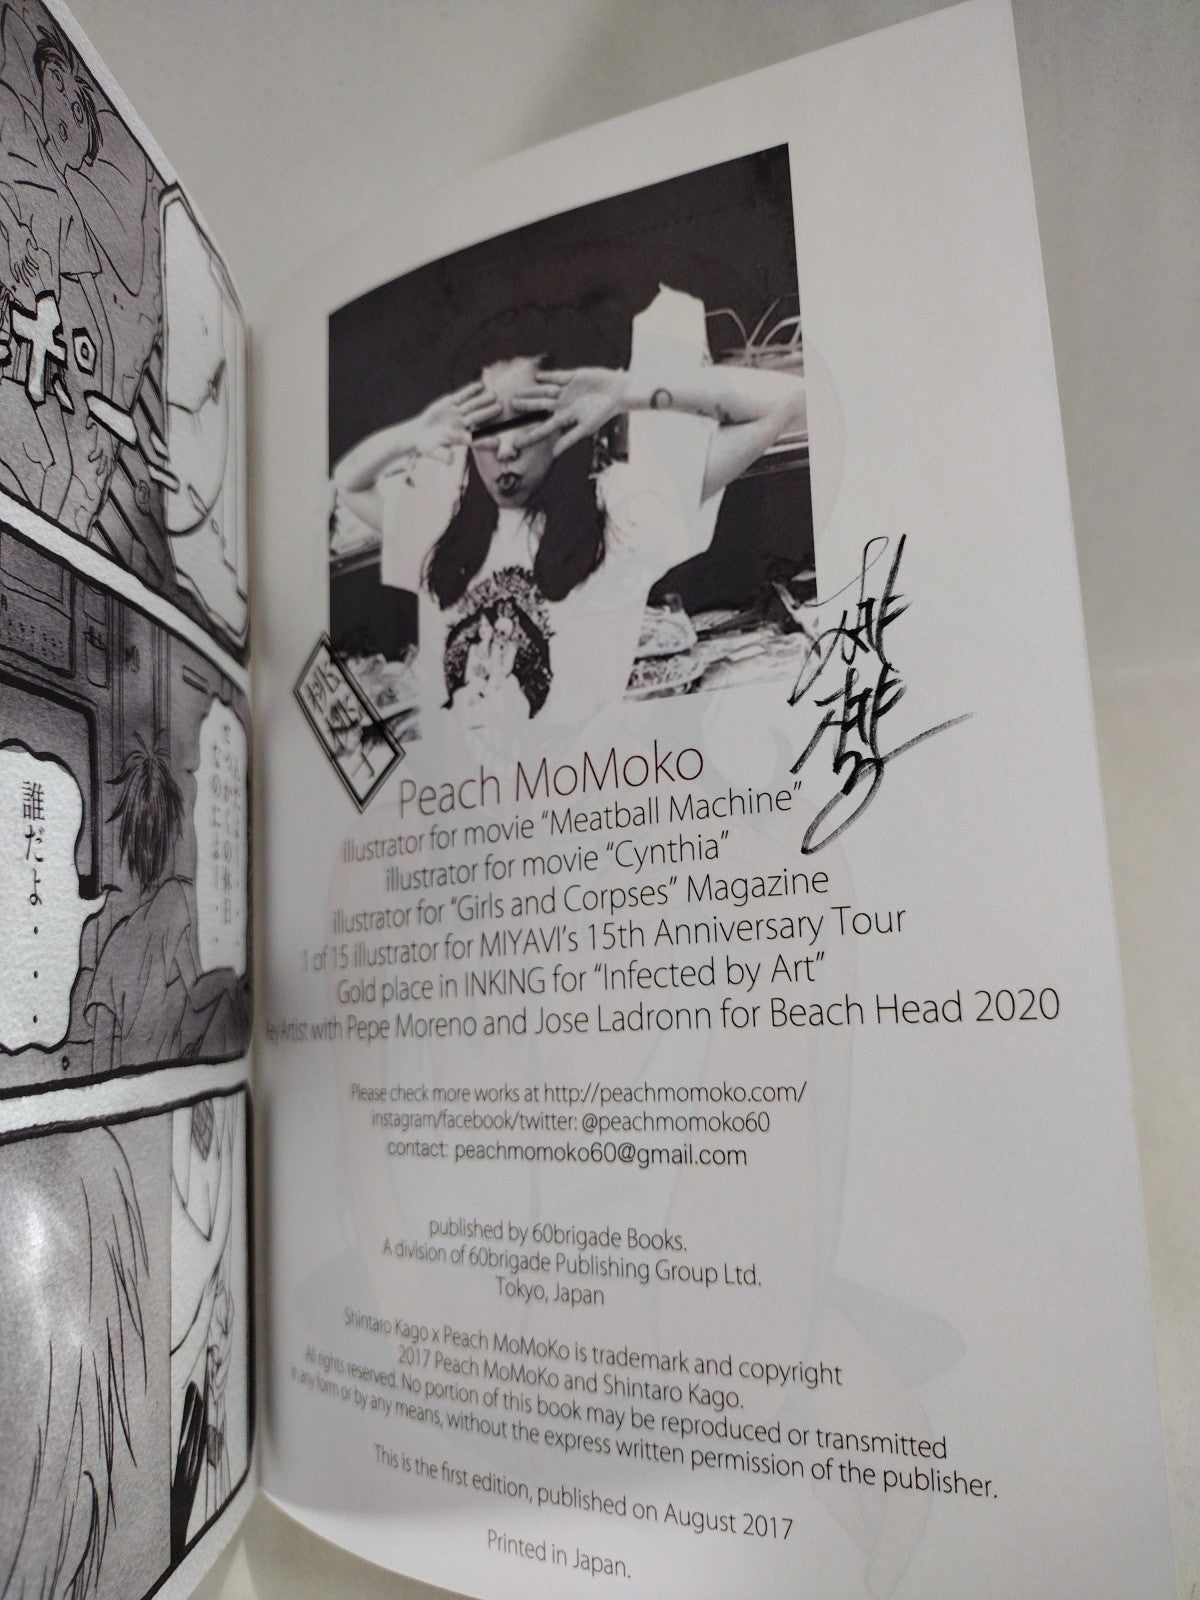 誰だよ・・・
Peach MoMoko
illustrator for movie “Meatball Machine”
illustrator for movie “Cynthia”
illustrator for “Girls and Corpses” Magazine
1 of 15 illustrator for MIYAVI’s 15th Anniversary Tour
Gold place in INKING for “Infected by Art”
Key Artist with Pepe Moreno and Jose Ladronn for Beach Head 2020
Please check more works at http://peachmomoko.com/
instagram/facebook/twitter: @peachmomoko60
contact: peachmomoko60@gmail.com
published by 60brigade Books.
A division of 60brigade Publishing Group Ltd.
Tokyo, Japan
Shintaro Kago x Peach MoMoKo is trademark and copyright
2017 Peach MoMoKo and Shintaro Kago.
All rights reserved. No portion of this book may be reproduced or transmitted
in any form or by any means, without the express written permission of the publisher.
This is the first edition, published on August 2017
Printed in Japan.